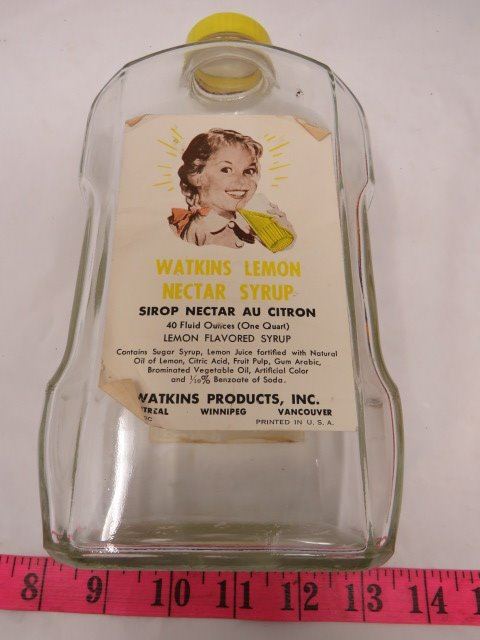 WATKINS LEMON
NECTAR SYRUP
SIROP NECTAR AU CITRON
40 Fluid Ounces (One Quart)
LEMON FLAVORED SYRUP
Contains Sugar Syrup, Lemon Juice fortified with Natural
Oil of Lemon, Citric Acid, Fruit Pulp, Gum Arabic,
Brominated Vegetable Oil, Artificial Color
and 1/10% Benzoate of Soda.
WATKINS PRODUCTS, INC.
TREAL WINNIPEG VANCOUVER
PRINTED IN U. S. A.
8 9 10 11 12 13 14